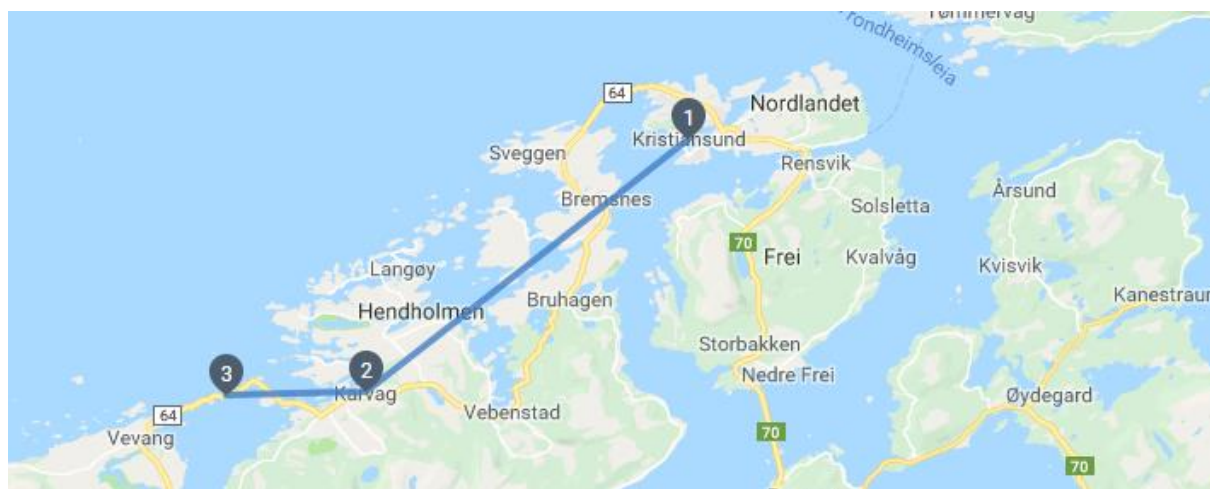 Tømmervåg
Trondheimsleia
64
1
Nordlandet
Kristiansund
Sveggen
Rensvik
Årsund
Bremsnes
Solsletta
70
Frei
Kvalvåg
Kvisvik
Langøy
Bruhagen
Kanestraum
Hendholmen
Storbakken
3
2
Nedre Frei
Kårvåg
Øydegard
64
Vebenstad
Vevang
70
70